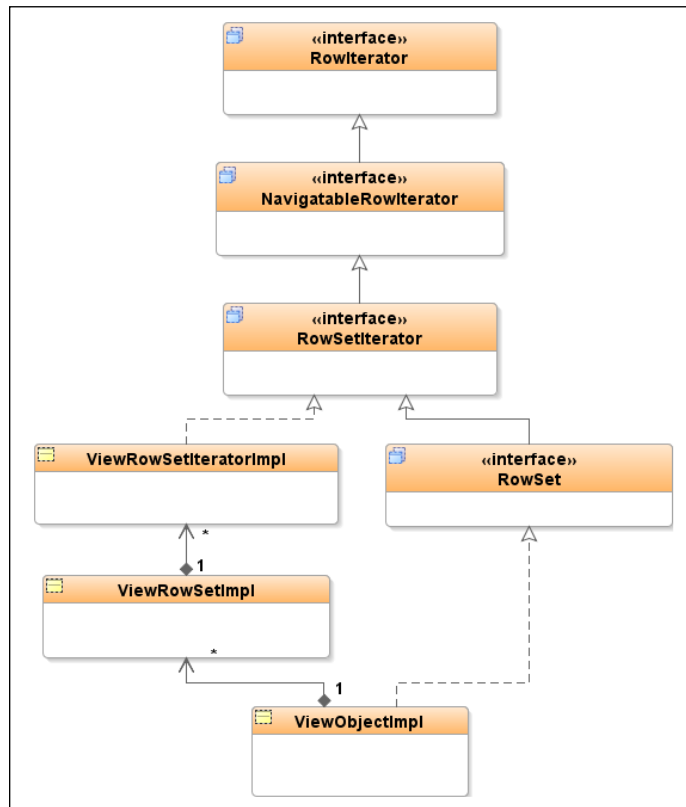 «interface»
RowIterator
«interface»
NavigatableRowIterator
«interface»
RowSetIterator
ViewRowSetIteratorImpl
«interface»
RowSet
*
1
ViewRowSetImpl
*
1
ViewObjectImpl